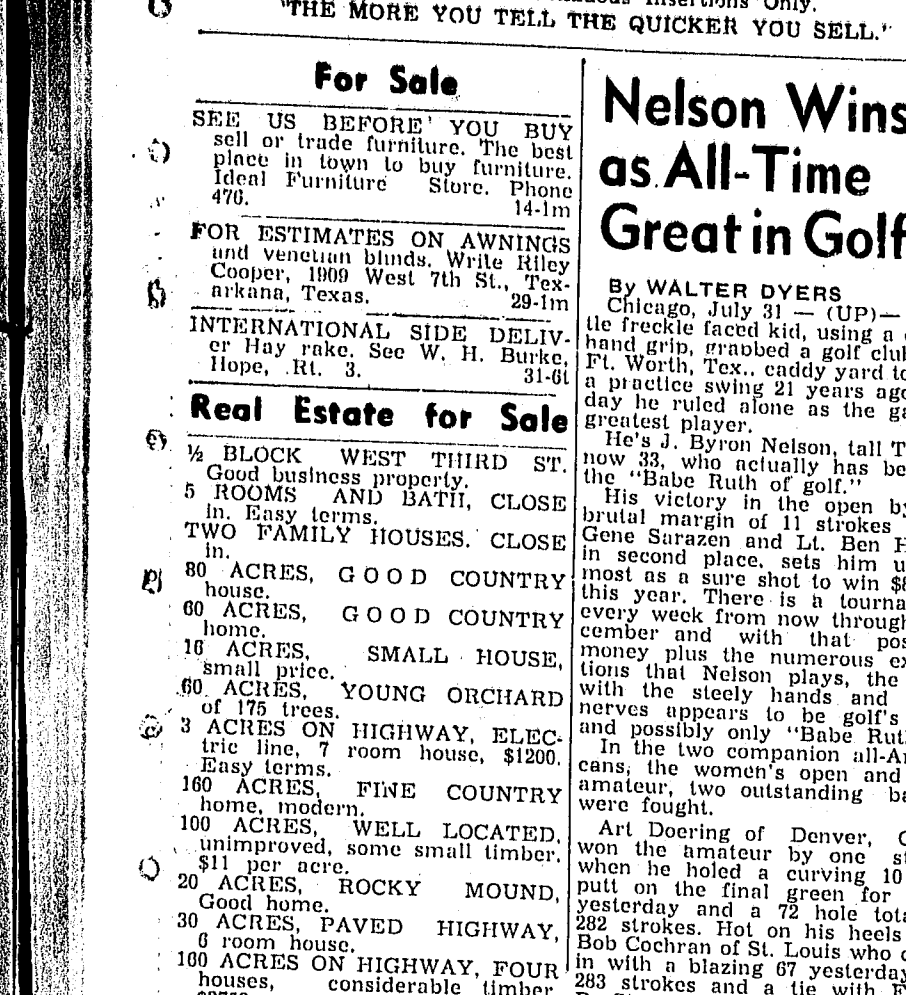 Insertions Only.
"THE MORE YOU TELL THE QUICKER YOU SELL."
For Sale
SEE US BEFORE YOU BUY
sell or trade furniture. The best
place in town to buy furniture.
Ideal Furniture Store. Phone
476. 14-1m
FOR ESTIMATES ON AWNINGS
and venetian blinds. Write Riley
Cooper, 1909 West 7th St., Tex-
arkana, Texas. 29-1m
INTERNATIONAL SIDE DELIV-
er Hay rake. See W. H. Burke,
Hope, Rt. 3. 31-6t
Real Estate for Sale
½ BLOCK WEST THIRD ST.
Good business property.
5 ROOMS AND BATH, CLOSE
in. Easy terms.
TWO FAMILY HOUSES. CLOSE
in.
80 ACRES, GOOD COUNTRY
house.
60 ACRES, GOOD COUNTRY
home.
16 ACRES, SMALL HOUSE,
small price.
60 ACRES, YOUNG ORCHARD
of 175 trees.
3 ACRES ON HIGHWAY, ELEC-
tric line, 7 room house, $1200.
Easy terms.
160 ACRES, FINE COUNTRY
home, modern.
100 ACRES, WELL LOCATED,
unimproved, some small timber,
$11 per acre.
20 ACRES, ROCKY MOUND,
Good home.
30 ACRES, PAVED HIGHWAY,
6 room house.
160 ACRES ON HIGHWAY, FOUR
houses, considerable timber
Nelson Wins
as All-Time
Great in Golf
By WALTER DYERS
Chicago, July 31 — (UP)—
tle freckle faced kid, using a
hand grip, grabbed a golf club
Ft. Worth, Tex., caddy yard to
a practice swing 21 years ago
day he ruled alone as the ga
greatest player.
He's J. Byron Nelson, tall T
now 33, who actually has be
the "Babe Ruth of golf."
His victory in the open by
brutal margin of 11 strokes
Gene Sarazen and Lt. Ben H
in second place, sets him u
most as a sure shot to win $8
this year. There is a tourna
every week from now through
cember and with that pos
money plus the numerous ex
tions that Nelson plays, the
with the steely hands and
nerves appears to be golf's
and possibly only "Babe Rut
In the two companion all-A
cans, the women's open and
amateur, two outstanding ba
were fought.
Art Doering of Denver, C
won the amateur by one st
when he holed a curving 10
putt on the final green for
yesterday and a 72 hole tota
282 strokes. Hot on his heels
Bob Cochran of St. Louis who c
in with a blazing 67 yesterday
283 strokes and a tie with F